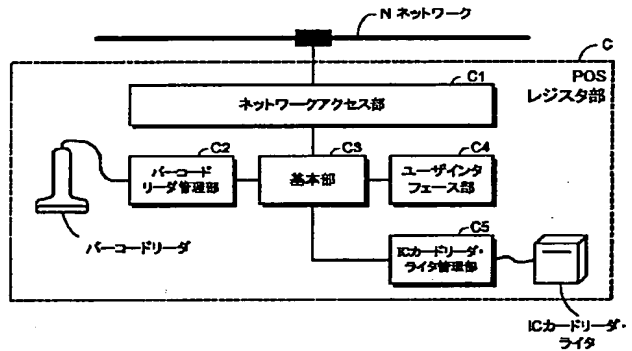 N ネットワーク
C
POS
レジスタ部
C1
ネットワークアクセス部
C2
バーコード
リーダ管理部
C3
基本部
C4
ユーザインタ
フェース部
バーコードリーダ
C5
ICカードリーダ・
ライタ管理部
ICカードリーダ・
ライタ